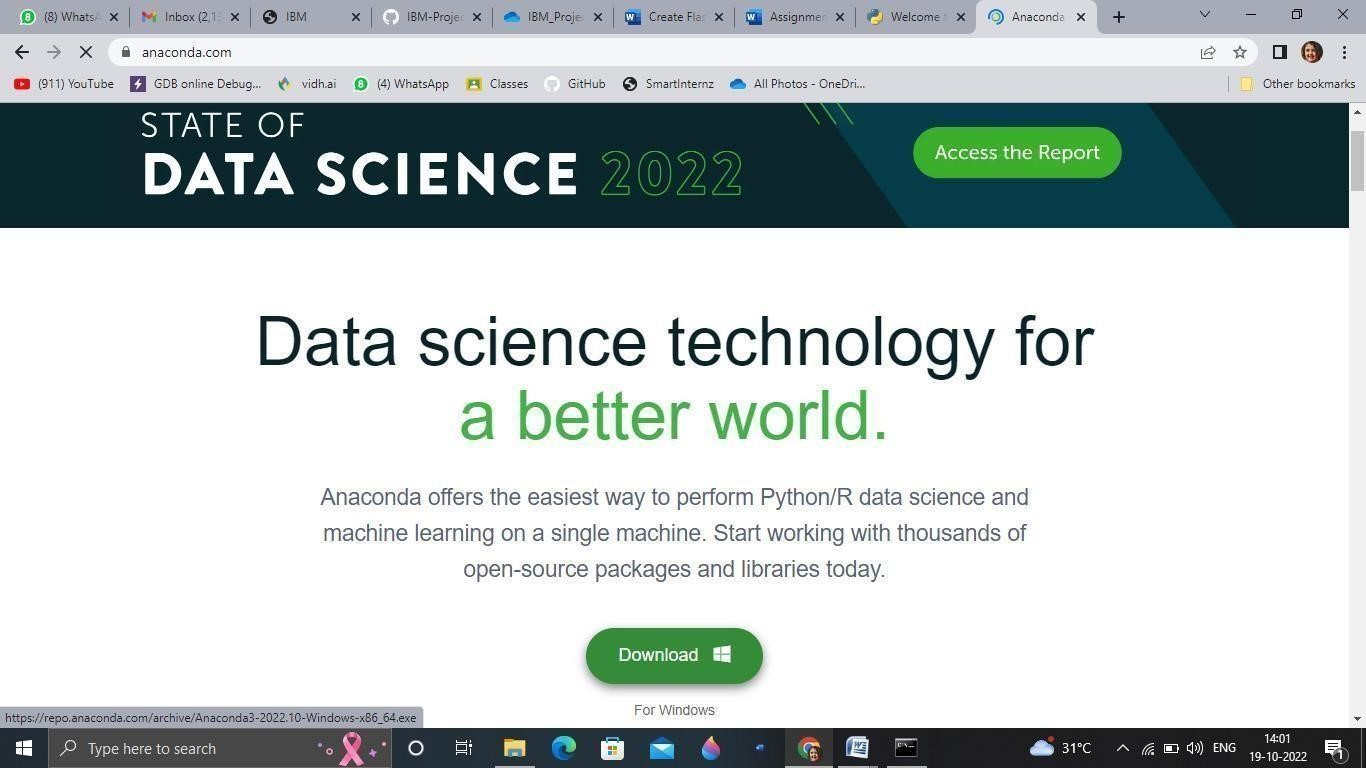 (8) WhatsA
Inbox (2,13
IBM
IBM-Projec
IBM_Projec
Create Flas
Assignmen
Welcome t
Anaconda
anaconda.com
(911) YouTube
GDB online Debug...
vidh.ai
(4) WhatsApp
Classes
GitHub
SmartInternz
All Photos - OneDri...
Other bookmarks
STATE OF
DATA SCIENCE 2022
Access the Report
Data science technology for
a better world.
Anaconda offers the easiest way to perform Python/R data science and
machine learning on a single machine. Start working with thousands of
open-source packages and libraries today.
Download
For Windows
https://repo.anaconda.com/archive/Anaconda3-2022.10-Windows-x86_64.exe
Type here to search
31°C
ENG
14:01
19-10-2022
1